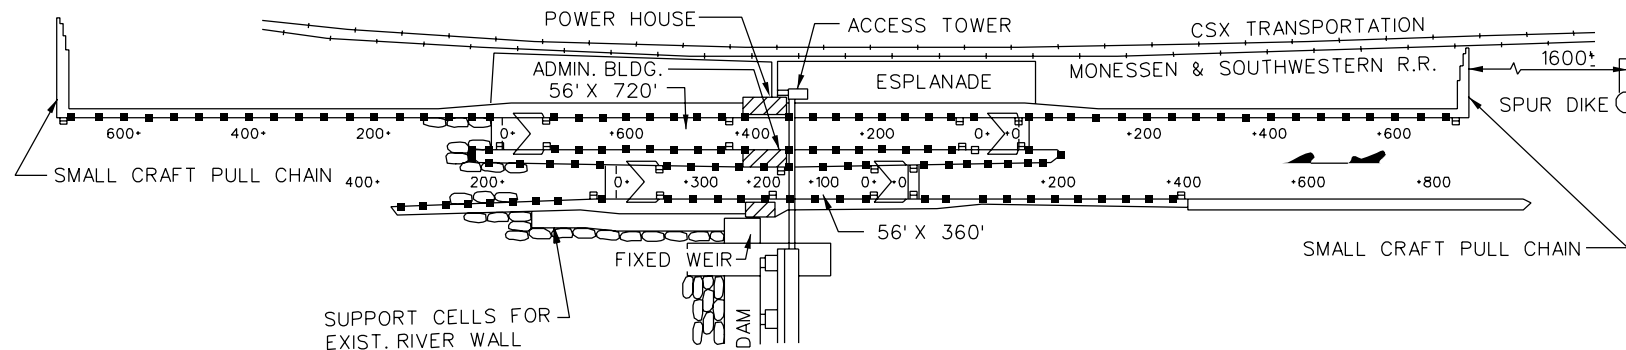 POWER HOUSE
ACCESS TOWER
CSX TRANSPORTATION
ADMIN. BLDG.
56' X 720'
ESPLANADE
MONESSEN & SOUTHWESTERN R.R.
1600±
SPUR DIKE
600+ 400+ 200+ 0+ +600 +400 +200 0+ +0 +200 +400 +600
SMALL CRAFT PULL CHAIN
400+ 200+ 0+ +300 +200 +100 0+ +0 +200 +400 +600 +800
56' X 360'
SMALL CRAFT PULL CHAIN
FIXED WEIR
SUPPORT CELLS FOR
EXIST. RIVER WALL
DAM